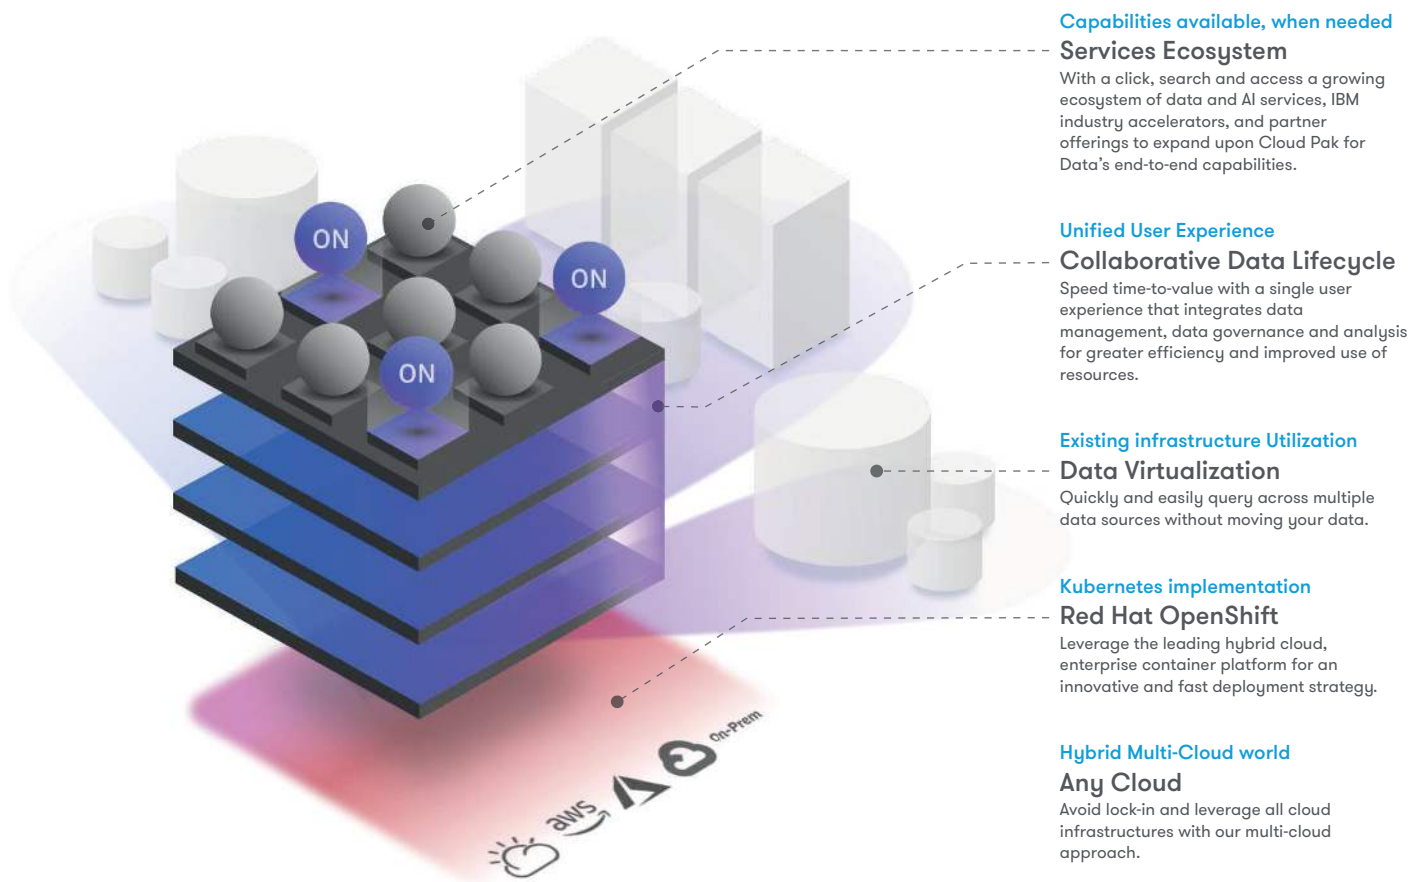 Capabilities available, when needed
Services Ecosystem
With a click, search and access a growing
ecosystem of data and AI services, IBM
industry accelerators, and partner
offerings to expand upon Cloud Pak for
Data's end-to-end capabilities.
Unified User Experience
Collaborative Data Lifecycle
Speed time-to-value with a single user
experience that integrates data
management, data governance and analysis
for greater efficiency and improved use of
resources.
Existing infrastructure Utilization
Data Virtualization
Quickly and easily query across multiple
data sources without moving your data.
Kubernetes implementation
Red Hat OpenShift
Leverage the leading hybrid cloud,
enterprise container platform for an
innovative and fast deployment strategy.
Hybrid Multi-Cloud world
Any Cloud
Avoid lock-in and leverage all cloud
infrastructures with our multi-cloud
approach.
ON
ON
ON
On-Prem
aws